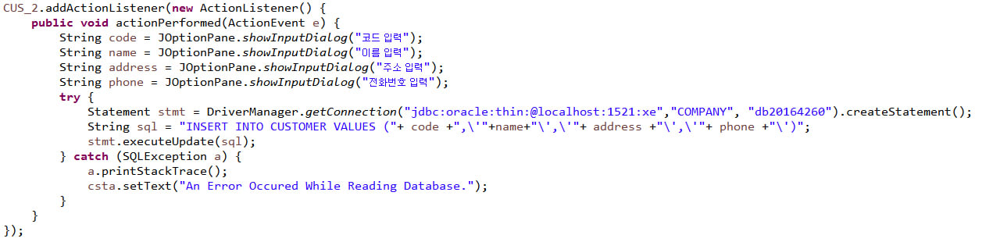 CUS_2.addActionListener(new ActionListener() {
    public void actionPerformed(ActionEvent e) {
        String code = JOptionPane.showInputDialog("코드 입력");
        String name = JOptionPane.showInputDialog("이름 입력");
        String address = JOptionPane.showInputDialog("주소 입력");
        String phone = JOptionPane.showInputDialog("전화번호 입력");
        try {
            Statement stmt = DriverManager.getConnection("jdbc:oracle:thin:@localhost:1521:xe","COMPANY", "db20164260").createStatement();
            String sql = "INSERT INTO CUSTOMER VALUES ("+ code +",\'"+name+"\',\'"+ address +"\',\'"+ phone +"\')";
            stmt.executeUpdate(sql);
        } catch (SQLException a) {
            a.printStackTrace();
            csta.setText("An Error Occured While Reading Database.");
        }
    }
});